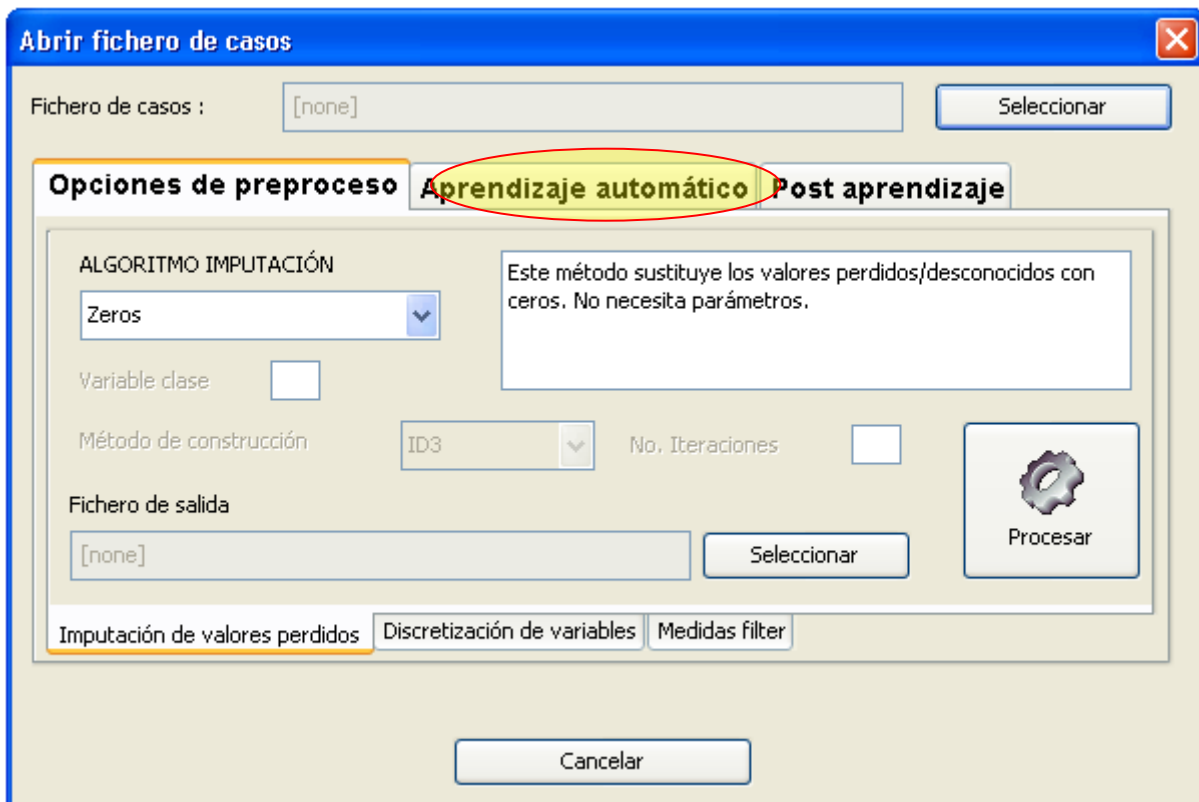 Abrir fichero de casos
Fichero de casos : [none] Seleccionar
Opciones de preproceso Aprendizaje automático Post aprendizaje
ALGORITMO IMPUTACIÓN
Zeros
Este método sustituye los valores perdidos/desconocidos con
ceros. No necesita parámetros.
Variable clase
Método de construcción ID3 No. Iteraciones
Fichero de salida
[none] Seleccionar
Procesar
Imputación de valores perdidos Discretización de variables Medidas filter
Cancelar